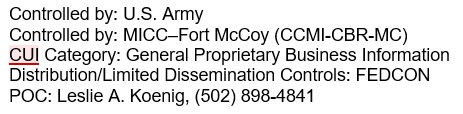 Controlled by: U.S. Army
Controlled by: MICC–Fort McCoy (CCMI-CBR-MC)
CUI Category: General Proprietary Business Information
Distribution/Limited Dissemination Controls: FEDCON
POC: Leslie A. Koenig, (502) 898-4841